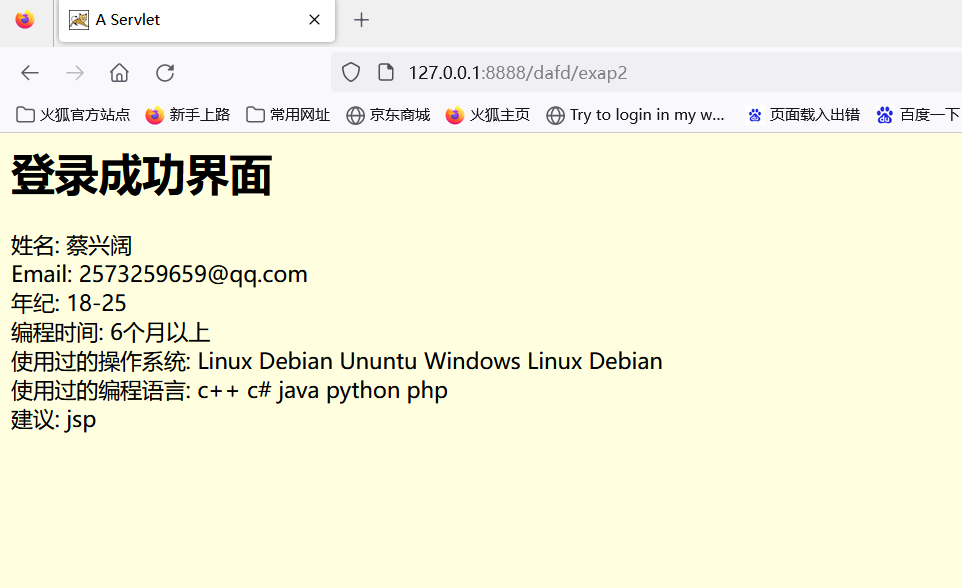 A Servlet
127.0.0.1:8888/dafd/exap2
火狐官方站点 新手上路 常用网址 京东商城 火狐主页 Try to login in my w... 页面载入出错 百度一下
登录成功界面
姓名: 蔡兴阔
Email: 2573259659@qq.com
年纪: 18-25
编程时间: 6个月以上
使用过的操作系统: Linux Debian Ununtu Windows Linux Debian
使用过的编程语言: c++ c# java python php
建议: jsp